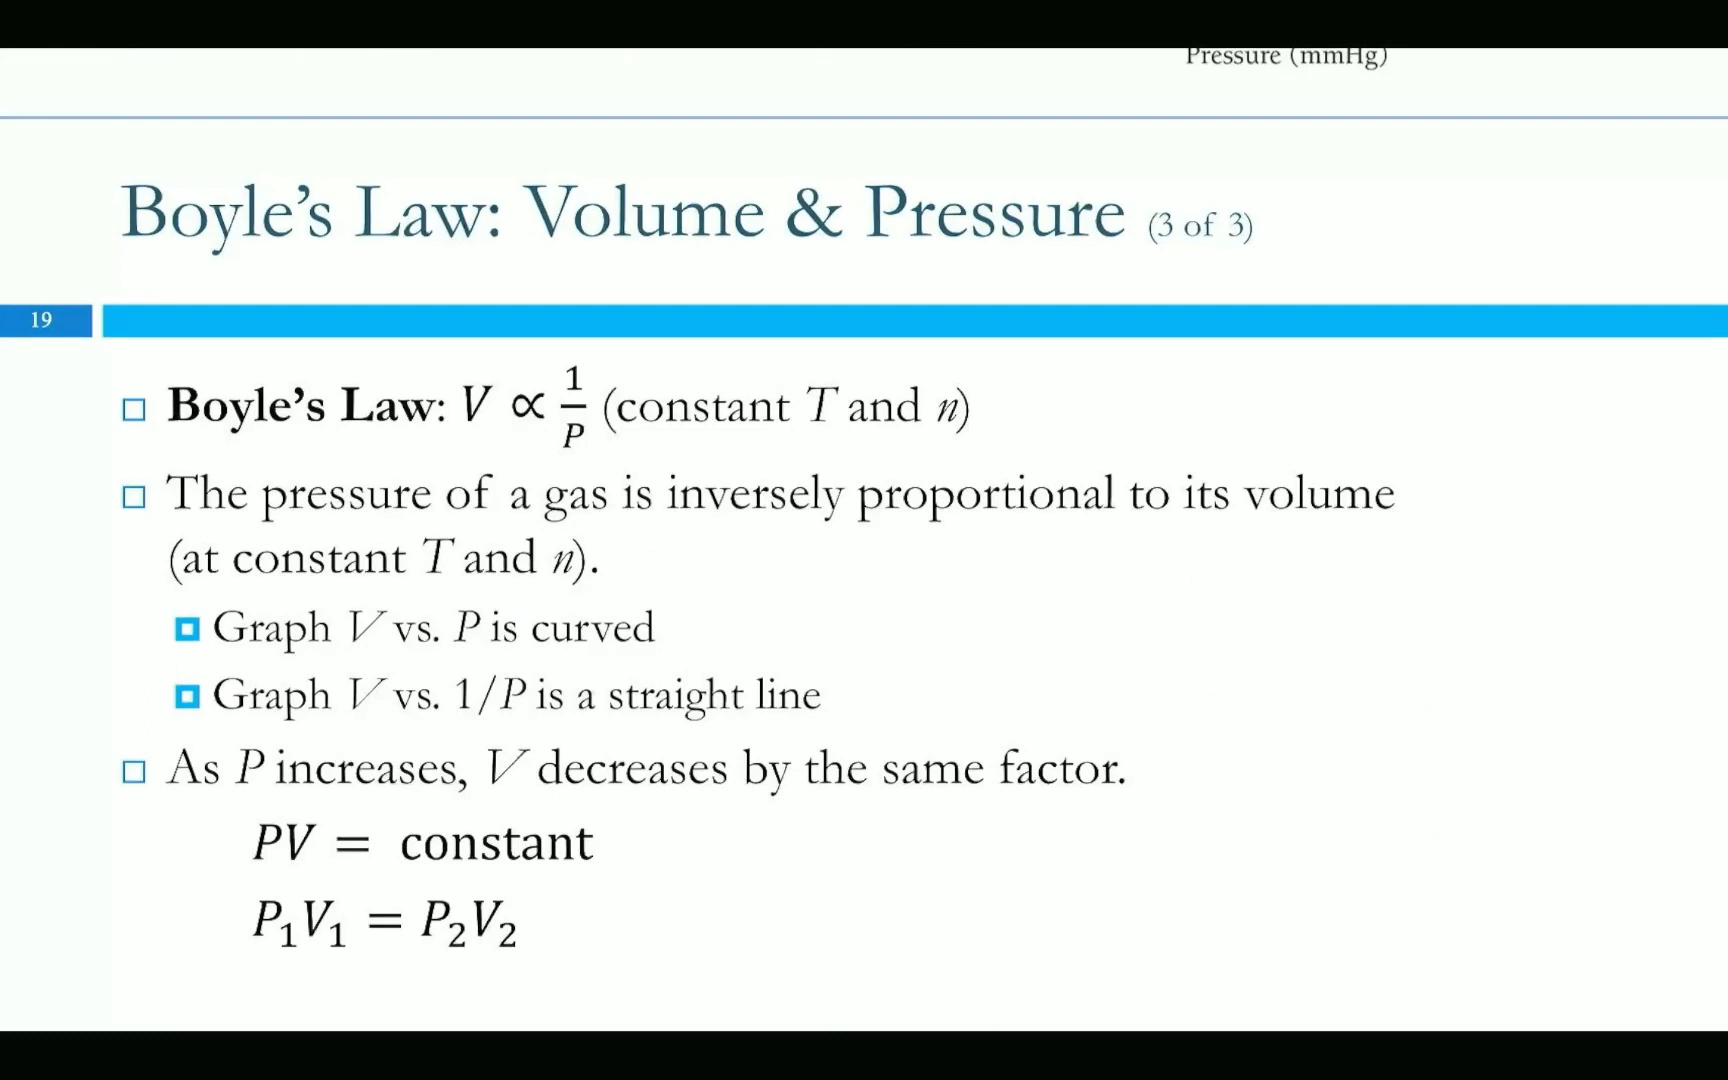 Pressure (mmHg)
Boyle’s Law: Volume & Pressure (3 of 3)
19
Boyle’s Law: V ∝ 1/P (constant T and n)
The pressure of a gas is inversely proportional to its volume
(at constant T and n).
Graph V vs. P is curved
Graph V vs. 1/P is a straight line
As P increases, V decreases by the same factor.
PV = constant
P₁V₁ = P₂V₂